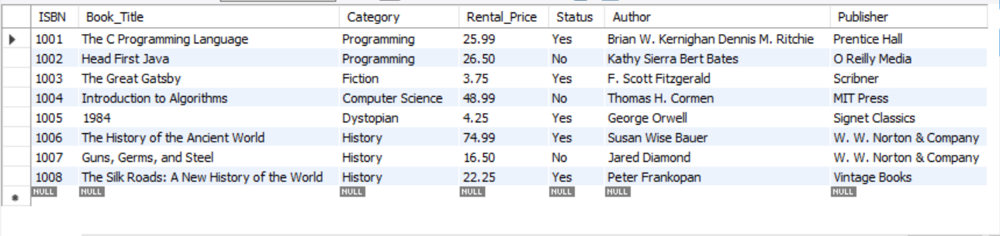 ISBN Book_Title Category Rental_Price Status Author Publisher
1001 The C Programming Language Programming 25.99 Yes Brian W. Kernighan Dennis M. Ritchie Prentice Hall
1002 Head First Java Programming 26.50 No Kathy Sierra Bert Bates O Reilly Media
1003 The Great Gatsby Fiction 3.75 Yes F. Scott Fitzgerald Scribner
1004 Introduction to Algorithms Computer Science 48.99 No Thomas H. Cormen MIT Press
1005 1984 Dystopian 4.25 Yes George Orwell Signet Classics
1006 The History of the Ancient World History 74.99 Yes Susan Wise Bauer W. W. Norton & Company
1007 Guns, Germs, and Steel History 16.50 No Jared Diamond W. W. Norton & Company
1008 The Silk Roads: A New History of the World History 22.25 Yes Peter Frankopan Vintage Books
NULL NULL NULL NULL NULL NULL NULL